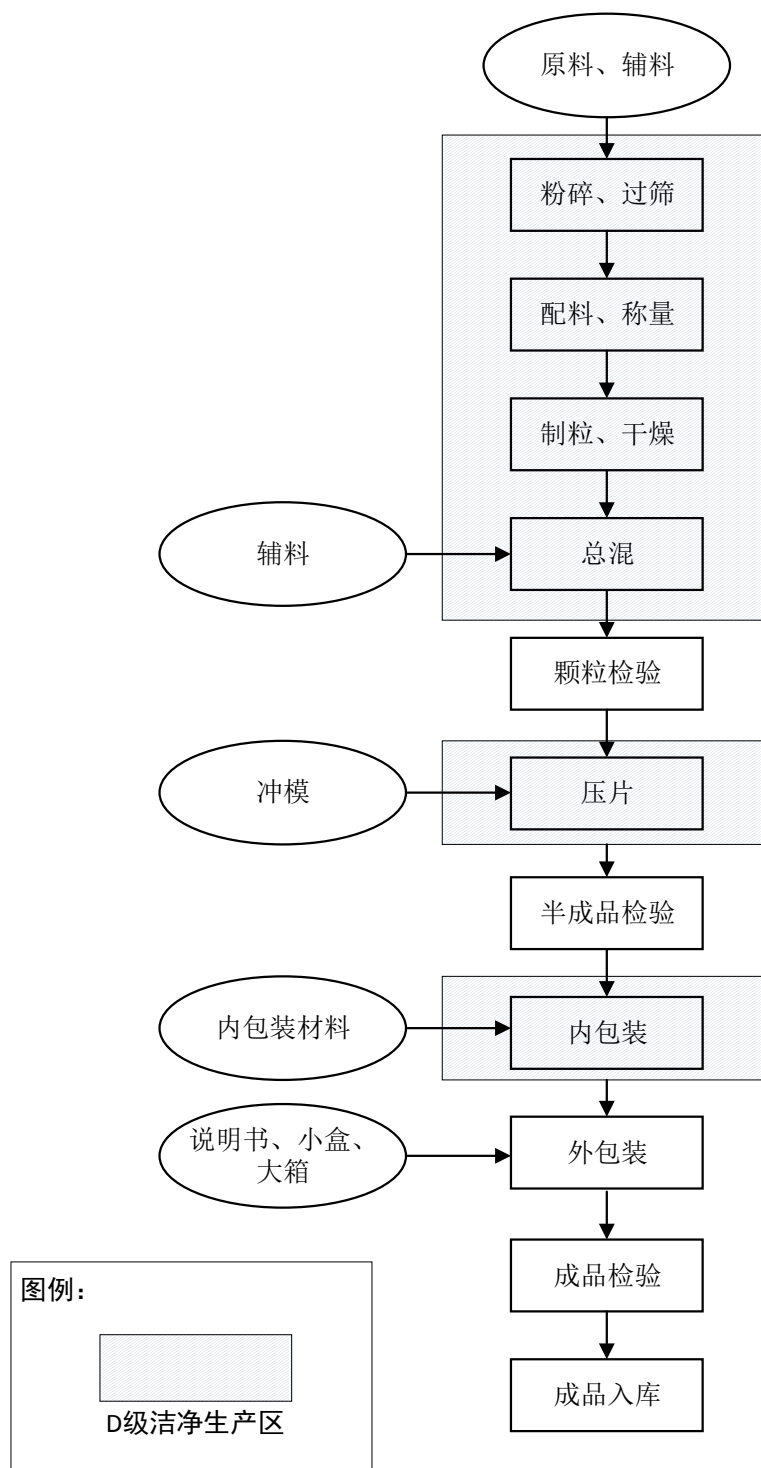 原料、辅料
粉碎、过筛
配料、称量
制粒、干燥
辅料
总混
颗粒检验
冲模
压片
半成品检验
内包装材料
内包装
说明书、小盒、
大箱
外包装
成品检验
成品入库
图例：
D级洁净生产区